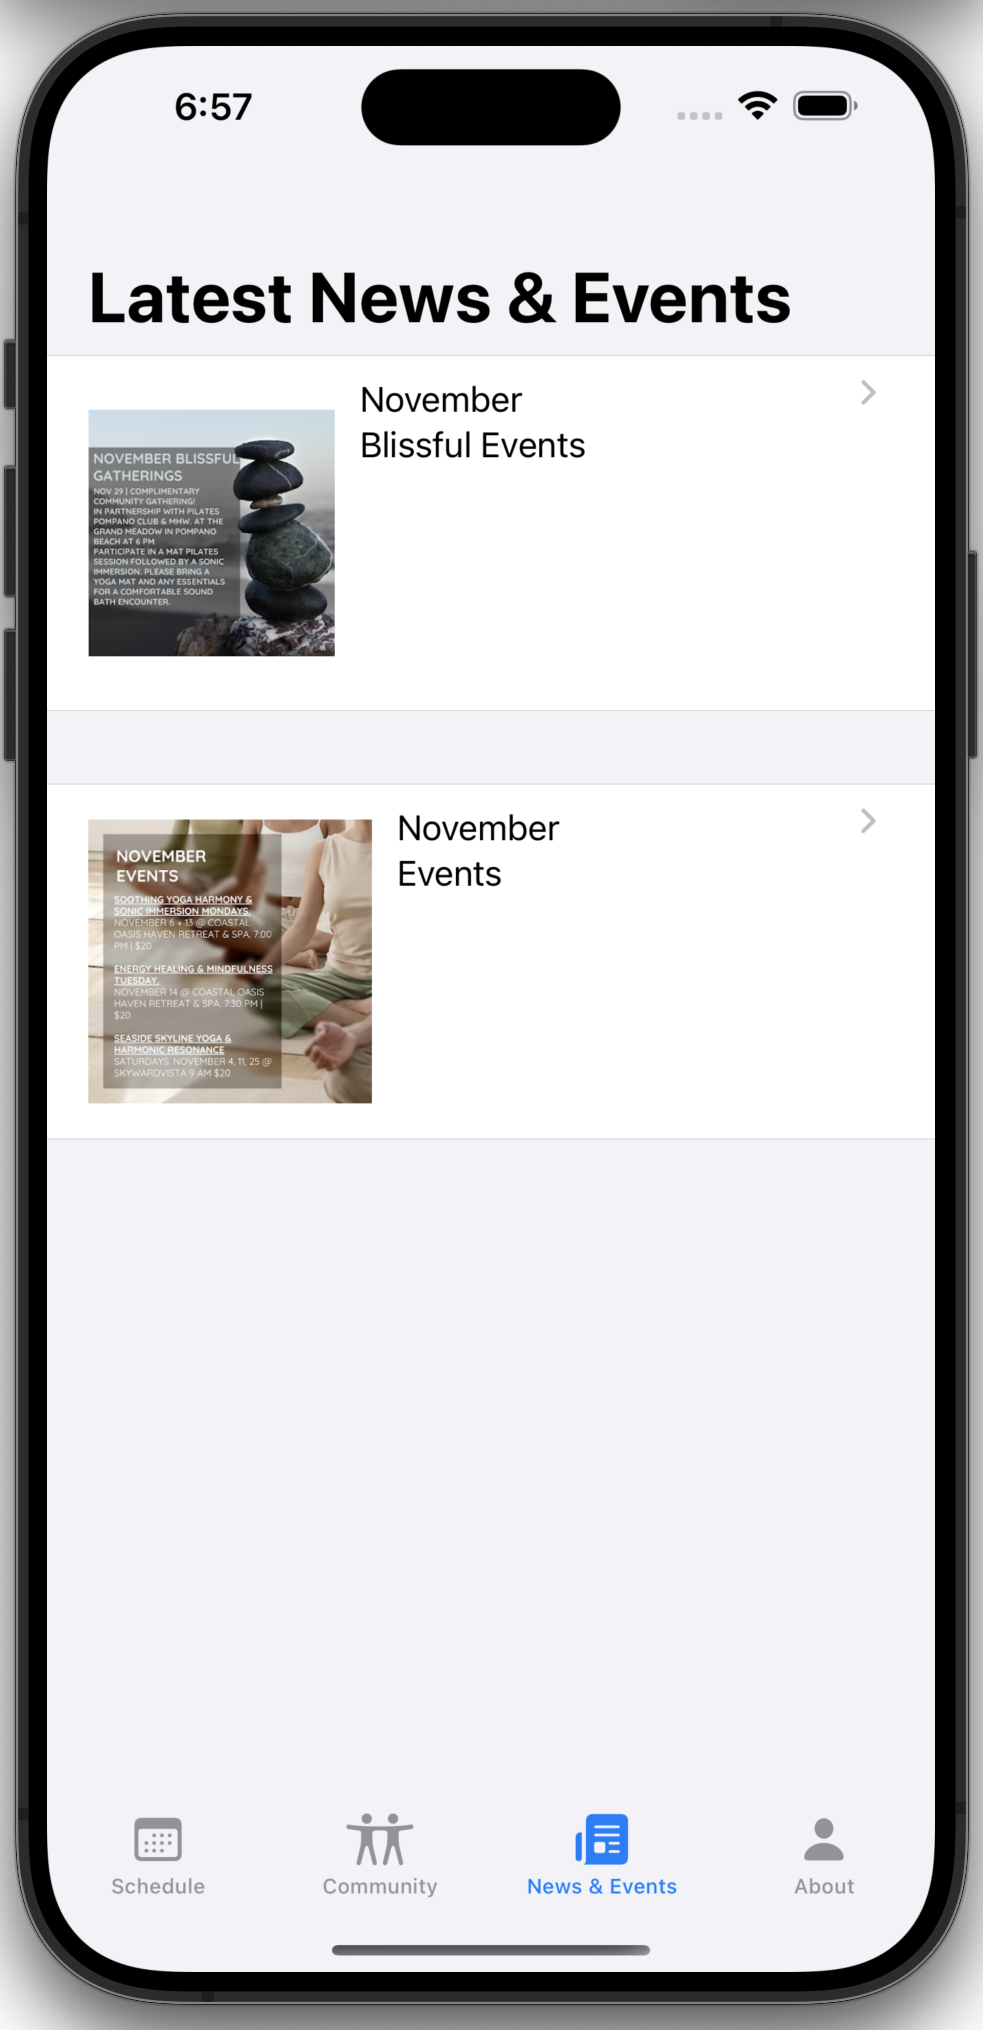 6:57
Latest News & Events
NOVEMBER BLISSFUL
GATHERINGS
NOV 29 | COMPLIMENTARY
COMMUNITY GATHERING!
IN PARTNERSHIP WITH PILATES
POMPANO CLUB & MHW. AT THE
GRAND MEADOW IN POMPANO
BEACH AT 6 PM
PARTICIPATE IN A MAT PILATES
SESSION FOLLOWED BY A SONIC
IMMERSION. PLEASE BRING A
YOGA MAT AND ANY ESSENTIALS
FOR A COMFORTABLE SOUND
BATH ENCOUNTER.
November
Blissful Events
NOVEMBER
EVENTS
SOOTHING YOGA HARMONY &
SONIC IMMERSION MONDAYS.
NOVEMBER 6 + 13 @ COASTAL
OASIS HAVEN RETREAT & SPA. 7:00
PM | $20
ENERGY HEALING & MINDFULNESS
TUESDAY.
NOVEMBER 14 @ COASTAL OASIS
HAVEN RETREAT & SPA. 7:30 PM |
$20
SEASIDE SKYLINE YOGA &
HARMONIC RESONANCE
SATURDAYS. NOVEMBER 4, 11, 25 @
SKYWARDVISTA 9 AM $20
November
Events
Schedule
Community
News & Events
About